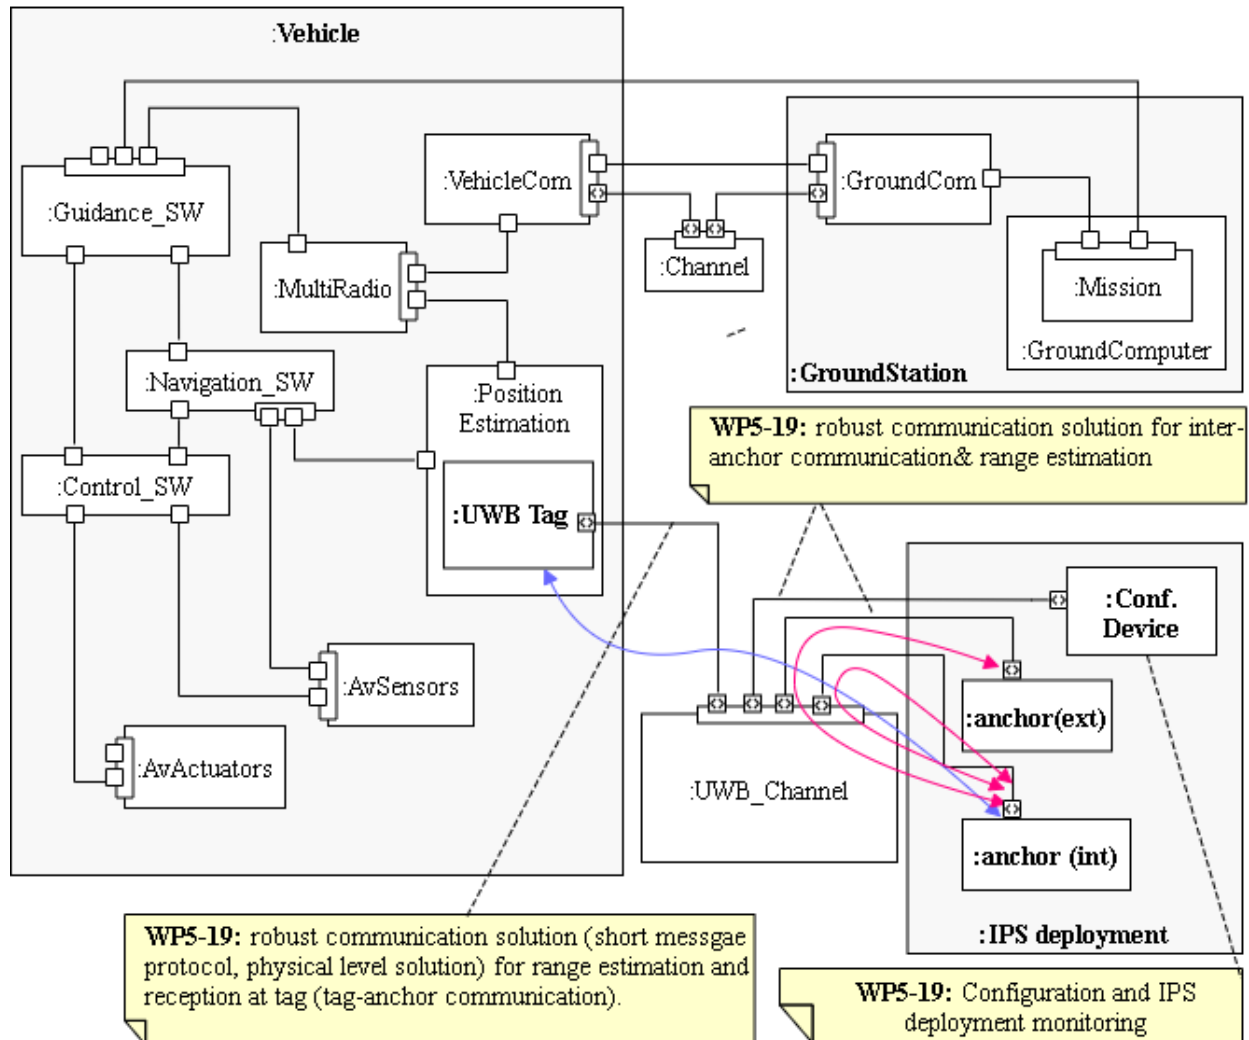 :Vehicle
:VehicleCom
:GroundCom
:Guidance_SW
:Channel
:MultiRadio
:Mission
:GroundComputer
:GroundStation
:Navigation_SW
:Position
Estimation
WP5-19: robust communication solution for inter-
anchor communication& range estimation
:Control_SW
:UWB Tag
:Conf.
Device
:AvSensors
:anchor(ext)
:AvActuators
:UWB_Channel
:anchor (int)
:IPS deployment
WP5-19: robust communication solution (short messgae
protocol, physical level solution) for range estimation and
reception at tag (tag-anchor communication).
WP5-19: Configuration and IPS
deployment monitoring